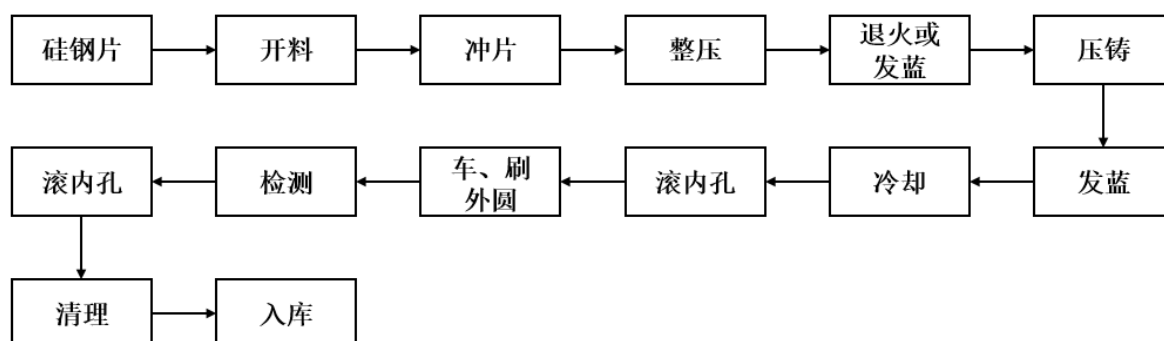 硅钢片
开料
冲片
整压
退火或
发蓝
压铸
发蓝
冷却
滚内孔
车、刷
外圆
检测
滚内孔
清理
入库